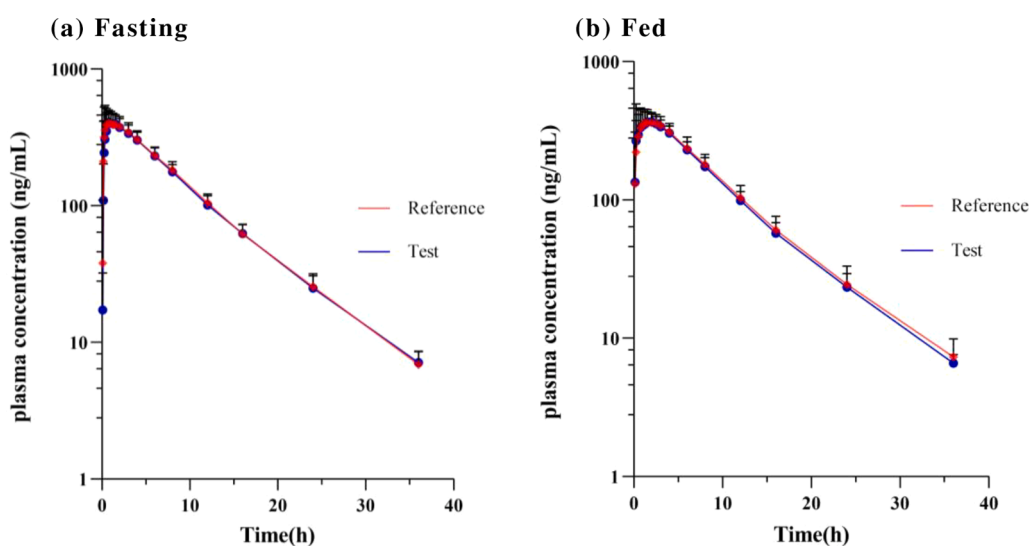 (a) Fasting
plasma concentration (ng/mL)
1000
100
10
1
0
10
20
30
40
Time(h)
Reference
Test
(b) Fed
plasma concentration (ng/mL)
1000
100
10
1
0
10
20
30
40
Time(h)
Reference
Test